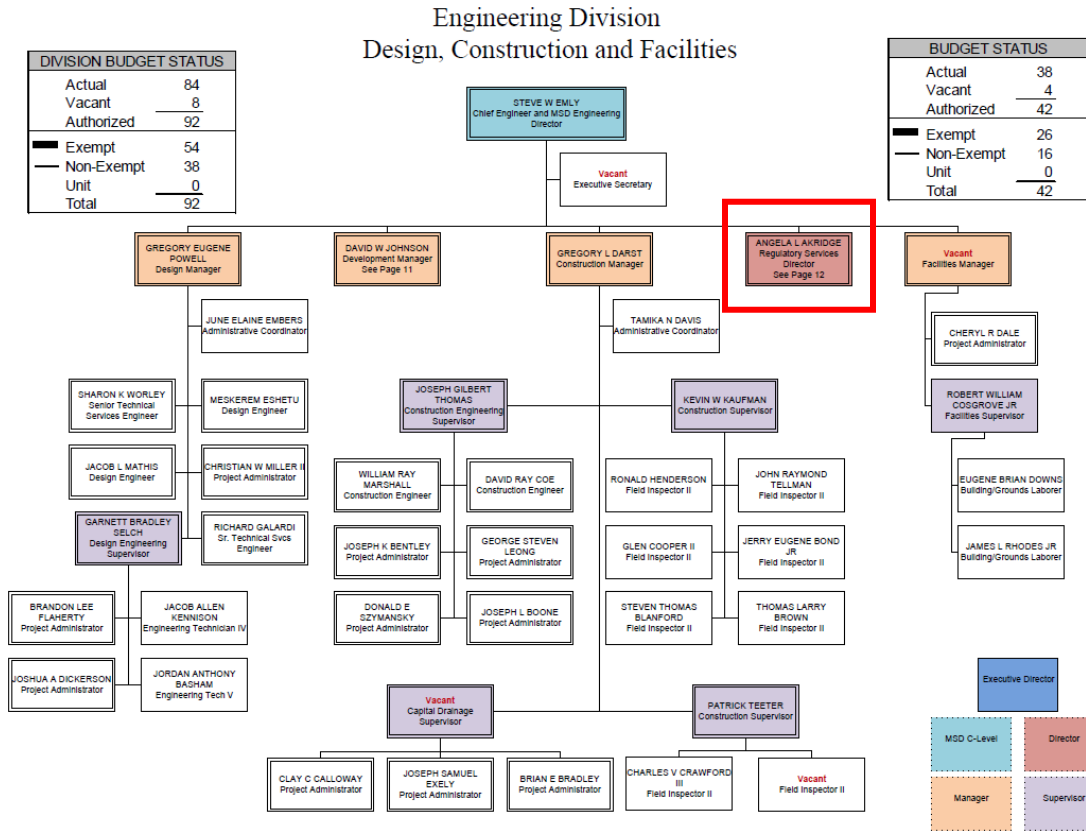 Engineering Division
Design, Construction and Facilities
DIVISION BUDGET STATUS
Actual 84
Vacant 8
Authorized 92
Exempt 54
Non-Exempt 38
Unit 0
Total 92
BUDGET STATUS
Actual 38
Vacant 4
Authorized 42
Exempt 26
Non-Exempt 16
Unit 0
Total 42
STEVE W EMLY
Chief Engineer and MSD Engineering
Director
Vacant
Executive Secretary
GREGORY EUGENE
POWELL
Design Manager
DAVID W JOHNSON
Development Manager
See Page 11
GREGORY L DARST
Construction Manager
ANGELA L AKRIDGE
Regulatory Services
Director
See Page 12
Vacant
Facilities Manager
JUNE ELAINE EMBERS
Administrative Coordinator
TAMIKA N DAVIS
Administrative Coordinator
CHERYL R DALE
Project Administrator
SHARON K WORLEY
Senior Technical
Services Engineer
MESKEREM ESHETU
Design Engineer
JOSEPH GILBERT
THOMAS
Construction Engineering
Supervisor
KEVIN W KAUFMAN
Construction Supervisor
ROBERT WILLIAM
COSGROVE JR
Facilities Supervisor
JACOB L MATHIS
Design Engineer
CHRISTIAN W MILLER II
Project Administrator
WILLIAM RAY
MARSHALL
Construction Engineer
DAVID RAY COE
Construction Engineer
RONALD HENDERSON
Field Inspector II
JOHN RAYMOND
TELLMAN
Field Inspector II
EUGENE BRIAN DOWNS
Building/Grounds Laborer
GARNETT BRADLEY
SELCH
Design Engineering
Supervisor
RICHARD GALARDI
Sr. Technical Svcs
Engineer
JOSEPH K BENTLEY
Project Administrator
GEORGE STEVEN
LEONG
Project Administrator
GLEN COOPER II
Field Inspector II
JERRY EUGENE BOND
JR
Field Inspector II
JAMES L RHODES JR
Building/Grounds Laborer
BRANDON LEE
FLAHERTY
Project Administrator
JACOB ALLEN
KENNISON
Engineering Technician IV
DONALD E
SZYMANSKY
Project Administrator
JOSEPH L BOONE
Project Administrator
STEVEN THOMAS
BLANFORD
Field Inspector II
THOMAS LARRY
BROWN
Field Inspector II
JOSHUA A DICKERSON
Project Administrator
JORDAN ANTHONY
BASHAM
Engineering Tech V
Vacant
Capital Drainage
Supervisor
PATRICK TEETER
Construction Supervisor
CLAY C CALLOWAY
Project Administrator
JOSEPH SAMUEL
EXELY
Project Administrator
BRIAN E BRADLEY
Project Administrator
CHARLES V CRAWFORD
III
Field Inspector II
Vacant
Field Inspector II
Executive Director
MSD C-Level
Director
Manager
Supervisor